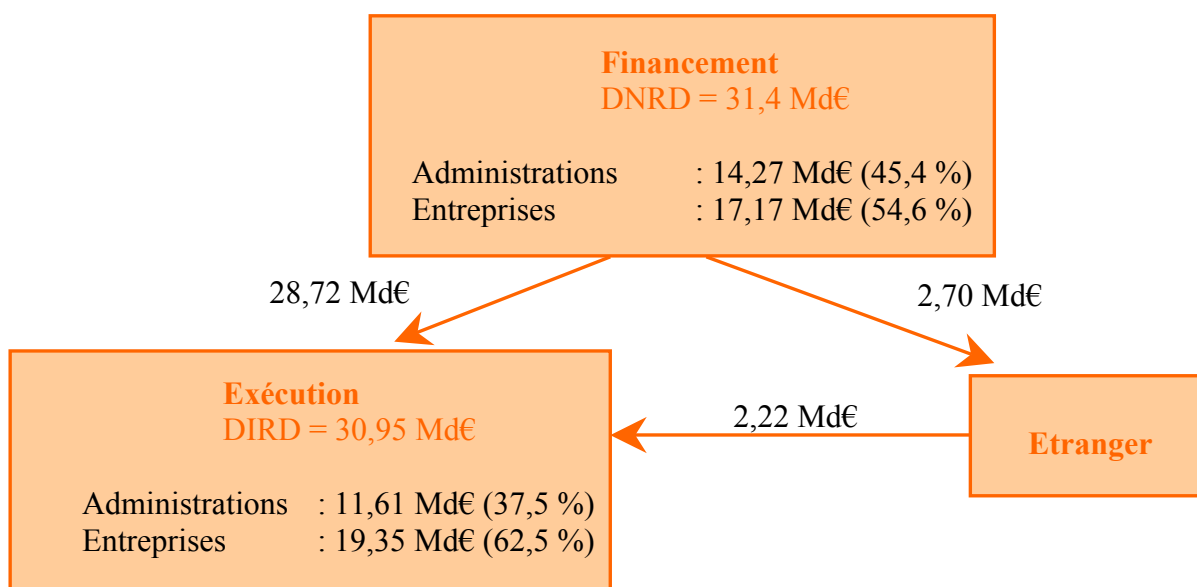 Financement
DNRD = 31,4 Md€
Administrations : 14,27 Md€ (45,4 %)
Entreprises : 17,17 Md€ (54,6 %)
28,72 Md€
2,70 Md€
Exécution
DIRD = 30,95 Md€
Administrations : 11,61 Md€ (37,5 %)
Entreprises : 19,35 Md€ (62,5 %)
2,22 Md€
Etranger